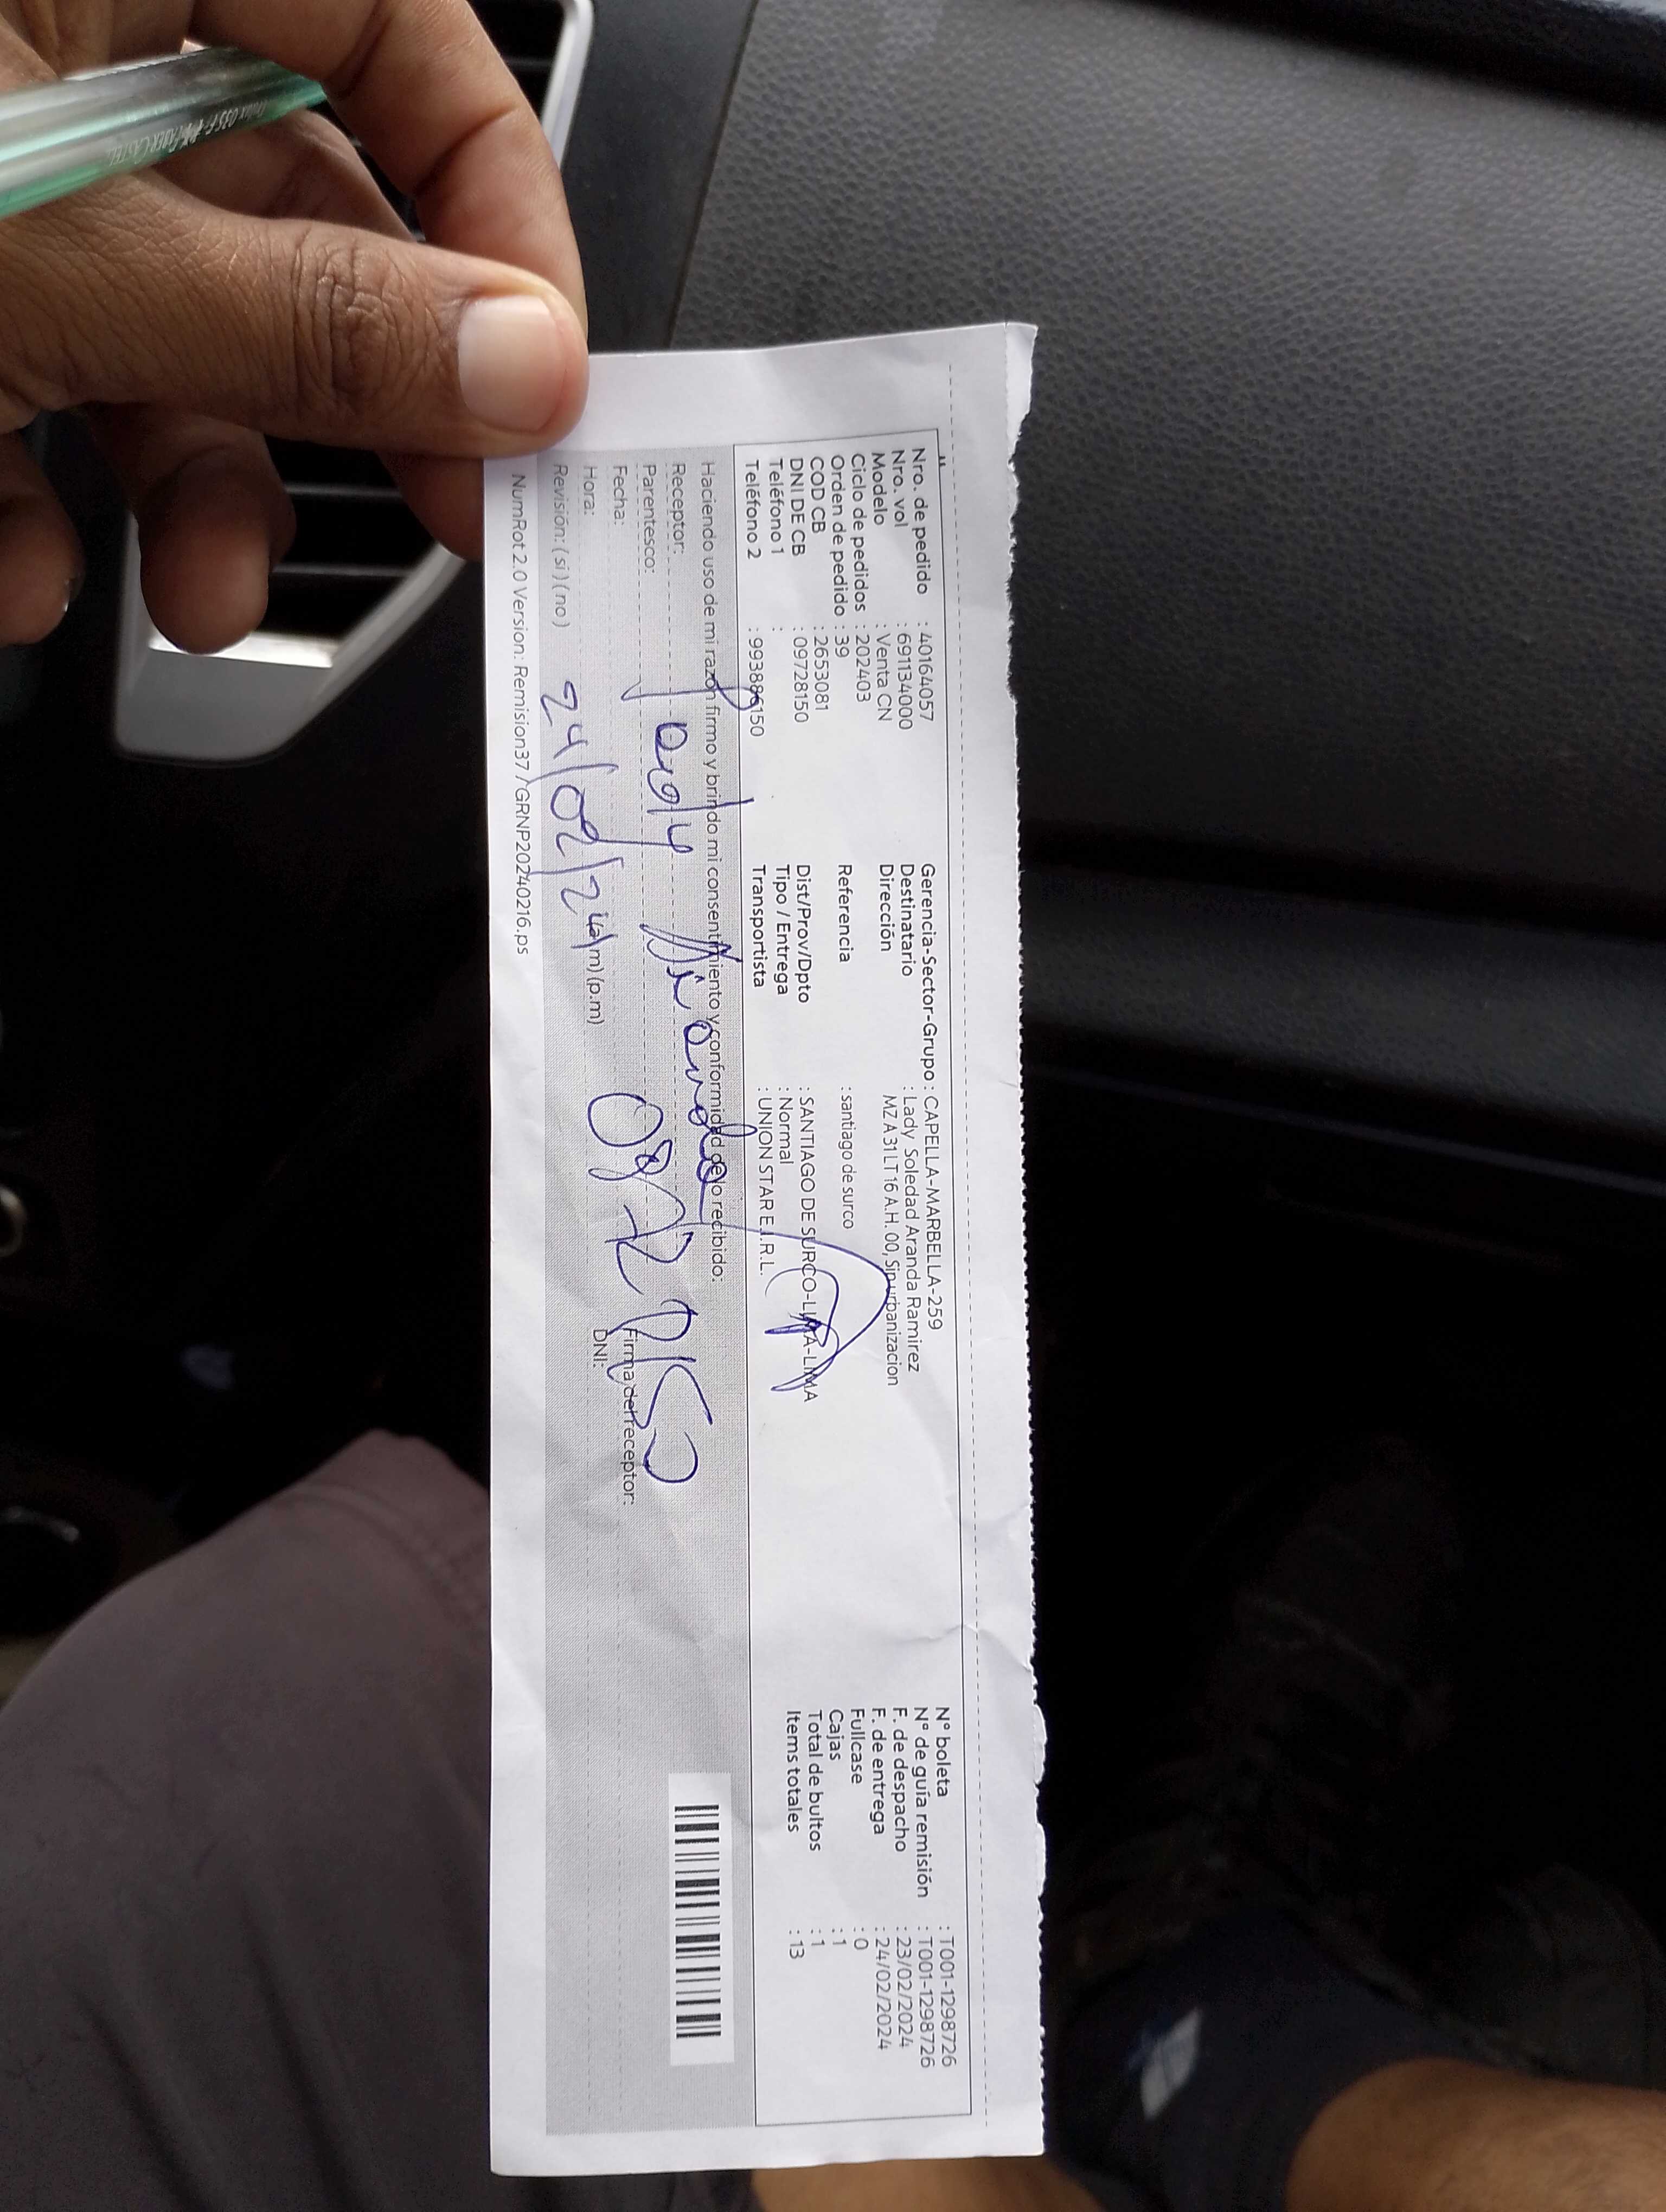 Nro. de pedido : 40164057
Nro. vol : 691134000
Modelo : Venta CN
Ciclo de pedidos : 202403
Orden de pedido : 39
COD CB : 2653081
DNI DE CB : 09728150
Teléfono 1 :
Teléfono 2 : 993886150
Gerencia-Sector-Grupo : CAPELLA-MARBELLA-259
Destinatario : Lady Soledad Aranda Ramirez
Dirección MZ A 31 LT 16 A.H. 00, Sin urbanizacion
Referencia : santiago de surco
Dist/Prov/Dpto : SANTIAGO DE SURCO-LIMA-LIMA
Tipo / Entrega : Normal
Transportista : UNION STAR E.I.R.L.
N° boleta : T001-1298726
N° de guía remisión : T001-1298726
F. de despacho : 23/02/2024
F. de entrega : 24/02/2024
Fullcase : 0
Cajas : 1
Total de bultos : 1
Items totales : 13
Haciendo uso de mi razón firmo y brindo mi consentimiento y conformidad de lo recibido:
Receptor:
Parentesco:
Fecha: 24/02/24
Hora: m) (p.m)
Revisión: ( si ) ( no )
Firma del receptor:
DNI:
NumRot 2.0 Version: Remision37 / GRNP20240216.ps
FABER CASTELL